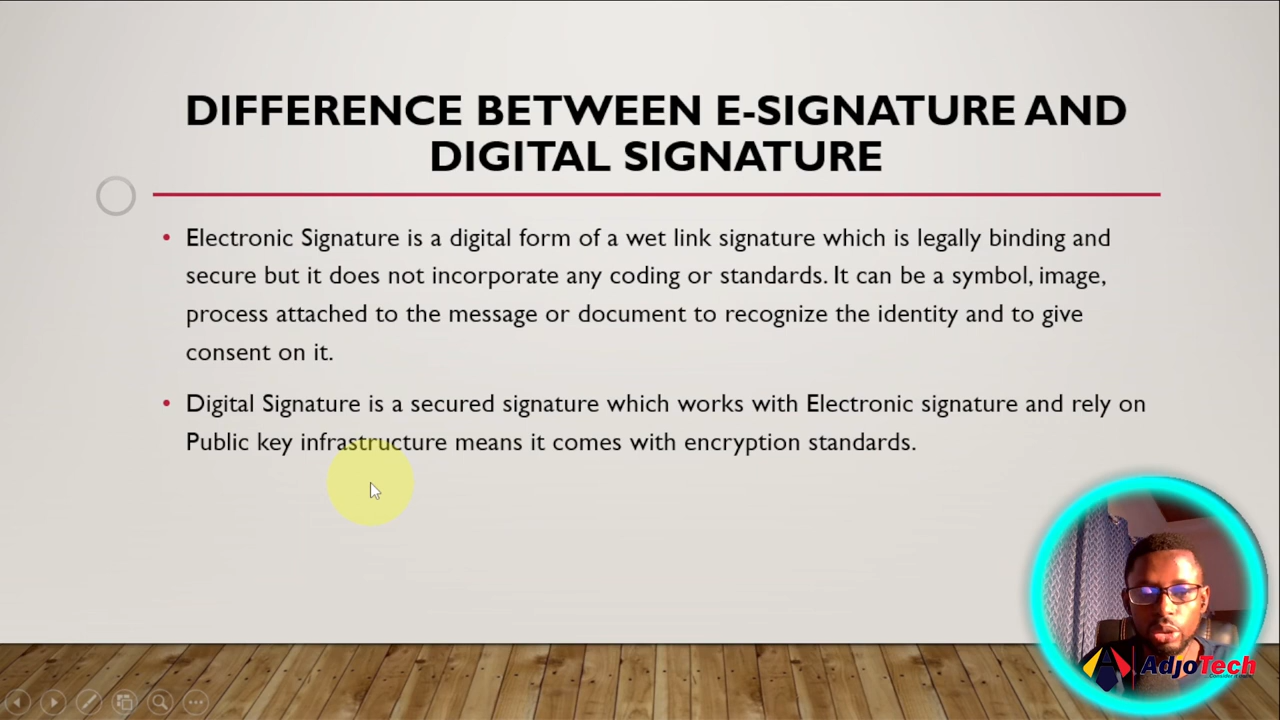 DIFFERENCE BETWEEN E-SIGNATURE AND
DIGITAL SIGNATURE
• Electronic Signature is a digital form of a wet link signature which is legally binding and
secure but it does not incorporate any coding or standards. It can be a symbol, image,
process attached to the message or document to recognize the identity and to give
consent on it.
• Digital Signature is a secured signature which works with Electronic signature and rely on
Public key infrastructure means it comes with encryption standards.
AdjoTech